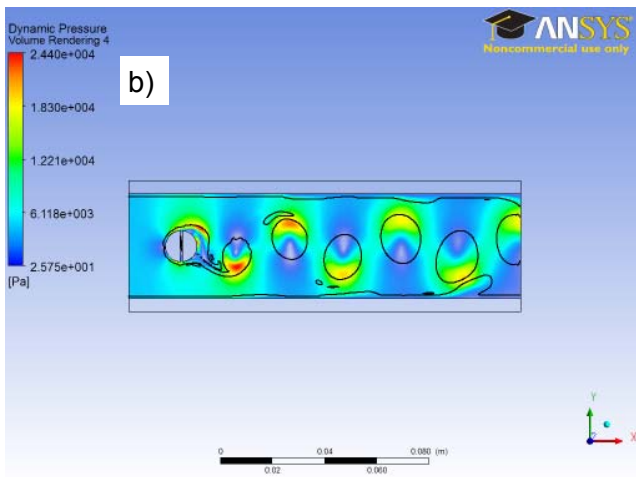 Dynamic Pressure
Volume Rendering 4
2.440e+004
1.830e+004
1.221e+004
6.118e+003
2.575e+001
[Pa]
b)
ANSYS
Noncommercial use only
Y
Z
X
0 0.04 0.080 (m)
0.02 0.060